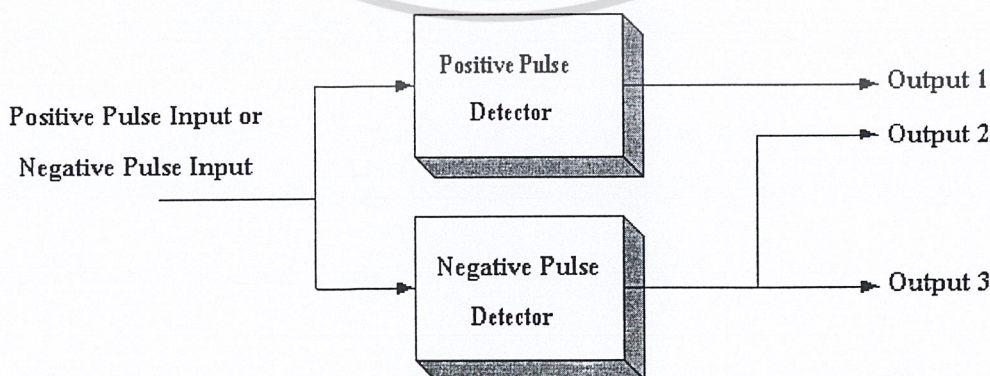 Positive Pulse Input or
Negative Pulse Input
Positive Pulse
Detector
Negative Pulse
Detector
Output 1
Output 2
Output 3